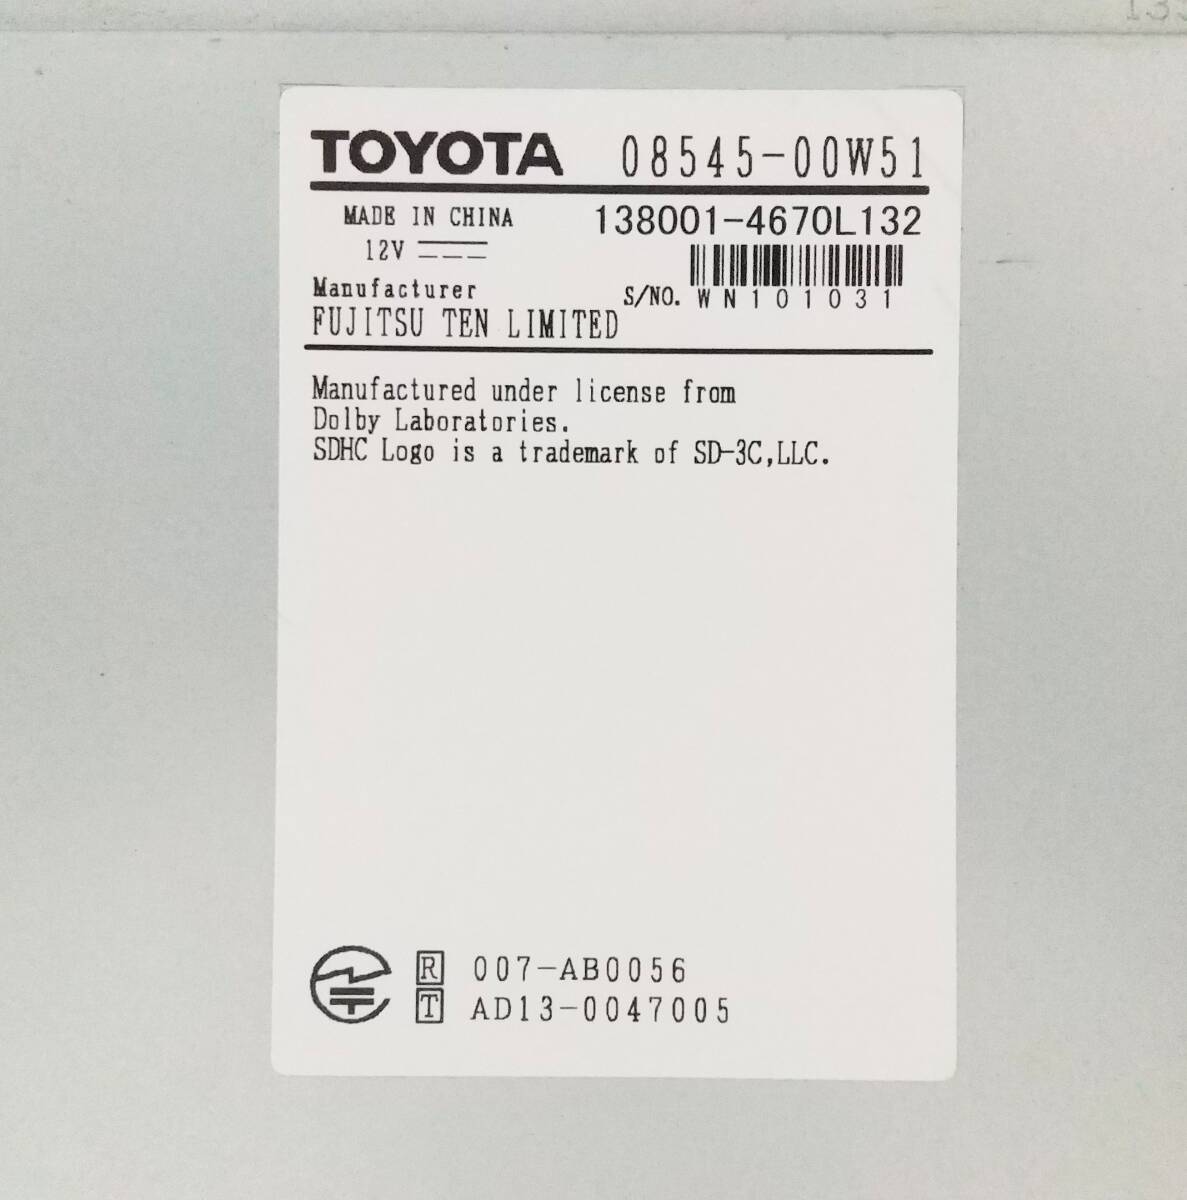 TOYOTA 08545-00W51
MADE IN CHINA 138001-4670L132
12V
Manufacturer S/NO. WN101031
FUJITSU TEN LIMITED
Manufactured under license from
Dolby Laboratories.
SDHC Logo is a trademark of SD-3C,LLC.
R 007-AB0056
T AD13-0047005